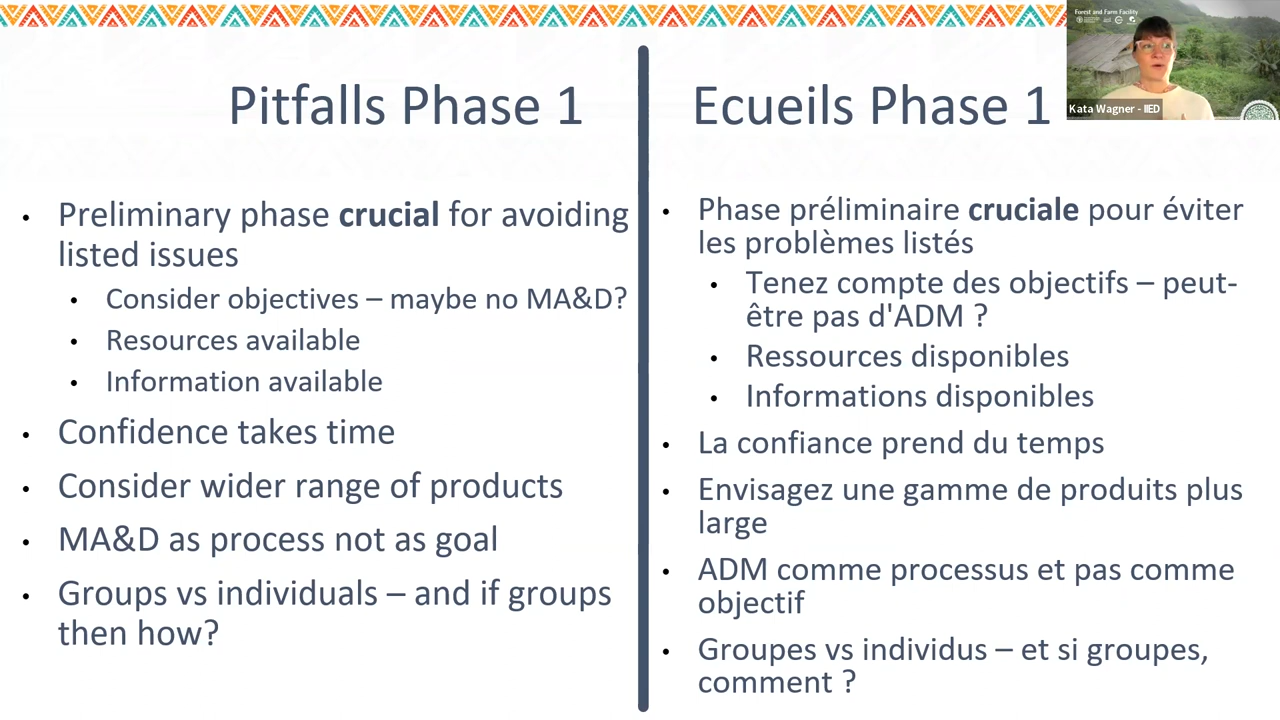 Pitfalls Phase 1
Preliminary phase crucial for avoiding
listed issues
Consider objectives – maybe no MA&D?
Resources available
Information available
Confidence takes time
Consider wider range of products
MA&D as process not as goal
Groups vs individuals – and if groups
then how?
Ecueils Phase 1
Phase préliminaire cruciale pour éviter
les problèmes listés
Tenez compte des objectifs – peut-
être pas d'ADM ?
Ressources disponibles
Informations disponibles
La confiance prend du temps
Envisagez une gamme de produits plus
large
ADM comme processus et pas comme
objectif
Groupes vs individus – et si groupes,
comment ?
Forest and Farm Facility
Kata Wagner - IIED